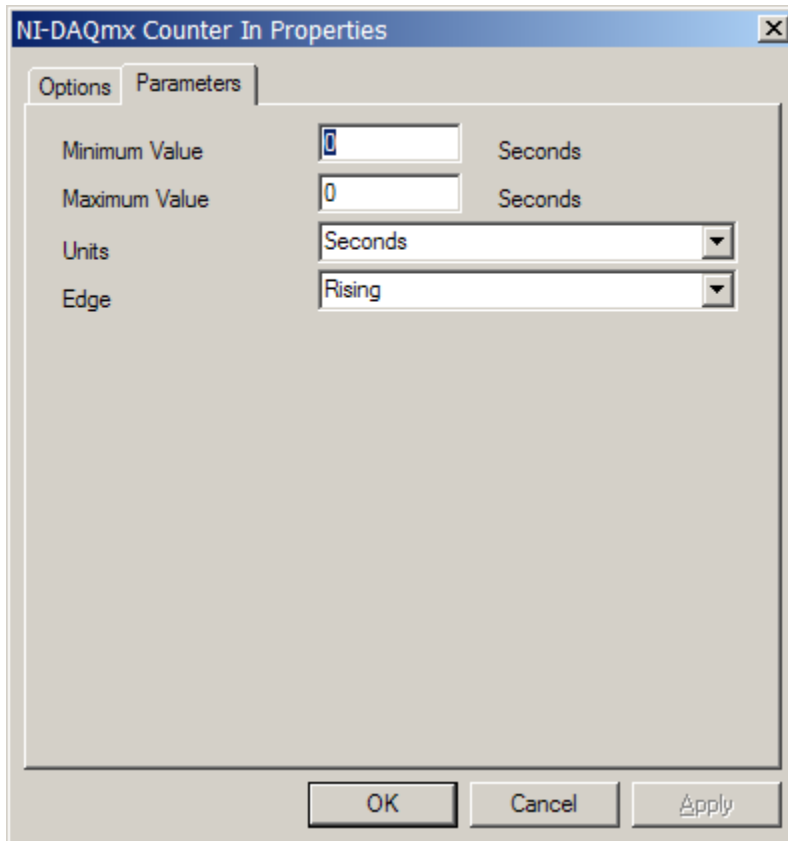 NI-DAQmx Counter In Properties
Options Parameters
Minimum Value 0 Seconds
Maximum Value 0 Seconds
Units Seconds
Edge Rising
OK Cancel Apply